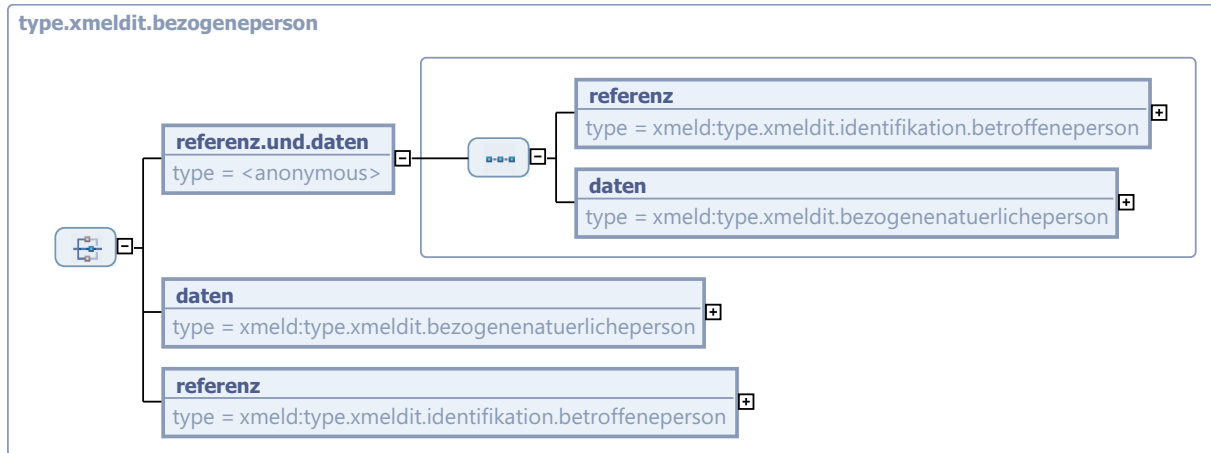 type.xmeldit.bezogeneperson
referenz
type = xmeld:type.xmeldit.identifikation.betroffeneperson
referenz.und.daten
type = <anonymous>
daten
type = xmeld:type.xmeldit.bezogenenatuerlicheperson
daten
type = xmeld:type.xmeldit.bezogenenatuerlicheperson
referenz
type = xmeld:type.xmeldit.identifikation.betroffeneperson